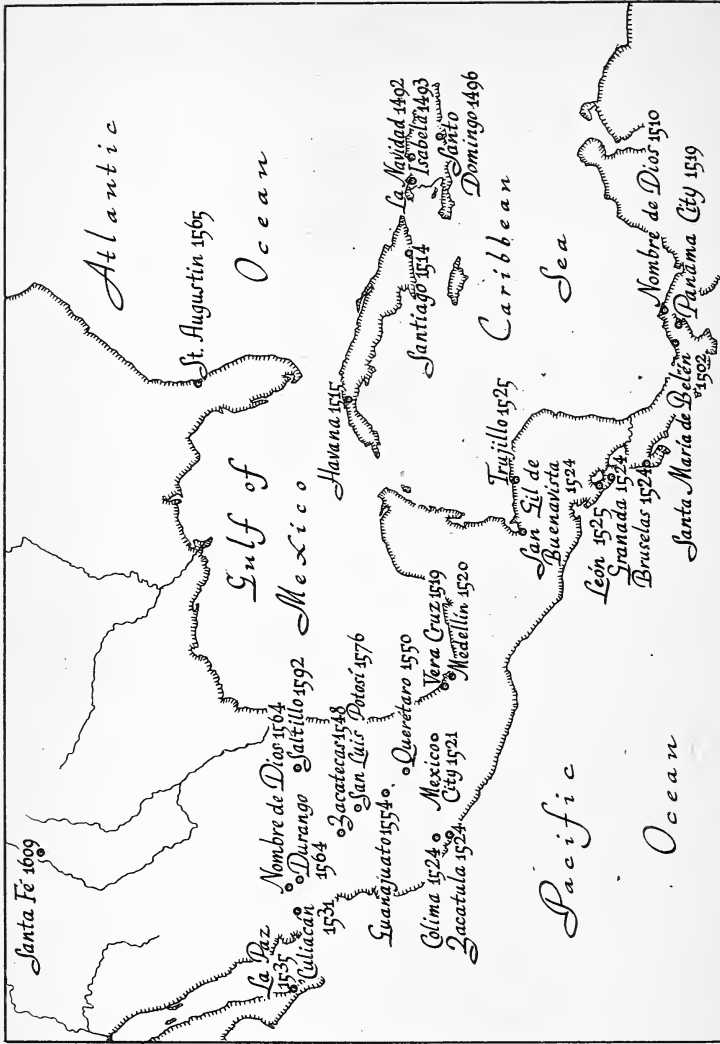 Atlantic
Ocean
St. Augustin 1565
Gulf of
Mexico
Havana 1515
Santiago 1514
La Navidad 1492
Isabela 1493
Santo
Domingo 1496
Caribbean
Sea
Santa Fé 1609
La Paz
1535
Culiacán
1531
Nombre de Dios 1564
Durango
1564
Saltillo 1592
Zacatecas 1548
San Luis Potosí 1576
Guanajuato 1554
Querétaro 1550
Colima 1524
Zacatula 1524
Mexico
City 1521
Vera Cruz 1519
Medellín 1520
Trujillo 1525
San Gil de
Buenavista
1524
León 1525
Granada 1524
Bruselas 1524
Santa María de Belén
1502
Nombre de Dios 1510
Panama City 1519
Pacific
Ocean